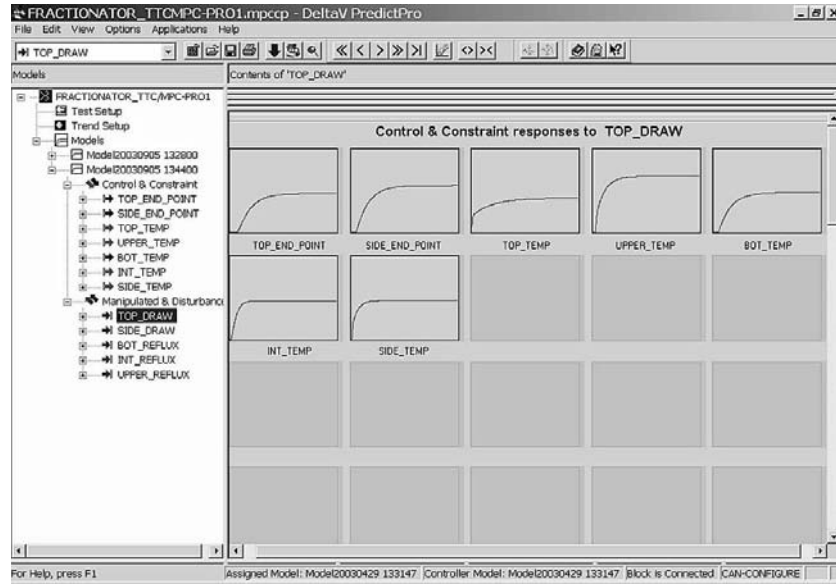 FRACTIONATOR_TTCMPC-PRO1.mpccp - DeltaV PredictPro
File Edit View Options Applications Help
TOP_DRAW
Models
Contents of 'TOP_DRAW'
FRACTIONATOR_TTC/MPC-PRO1
Test Setup
Trend Setup
Models
Model20030905 132800
Model20030905 134400
Control & Constraint
TOP_END_POINT
SIDE_END_POINT
TOP_TEMP
UPPER_TEMP
BOT_TEMP
INT_TEMP
SIDE_TEMP
Manipulated & Disturbanc
TOP_DRAW
SIDE_DRAW
BOT_REFLUX
INT_REFLUX
UPPER_REFLUX
Control & Constraint responses to TOP_DRAW
TOP_END_POINT SIDE_END_POINT TOP_TEMP UPPER_TEMP BOT_TEMP
INT_TEMP SIDE_TEMP
For Help, press F1 Assigned Model: Model20030429 133147 Controller Model: Model20030429 133147 Block is Connected CAN-CONFIGURE